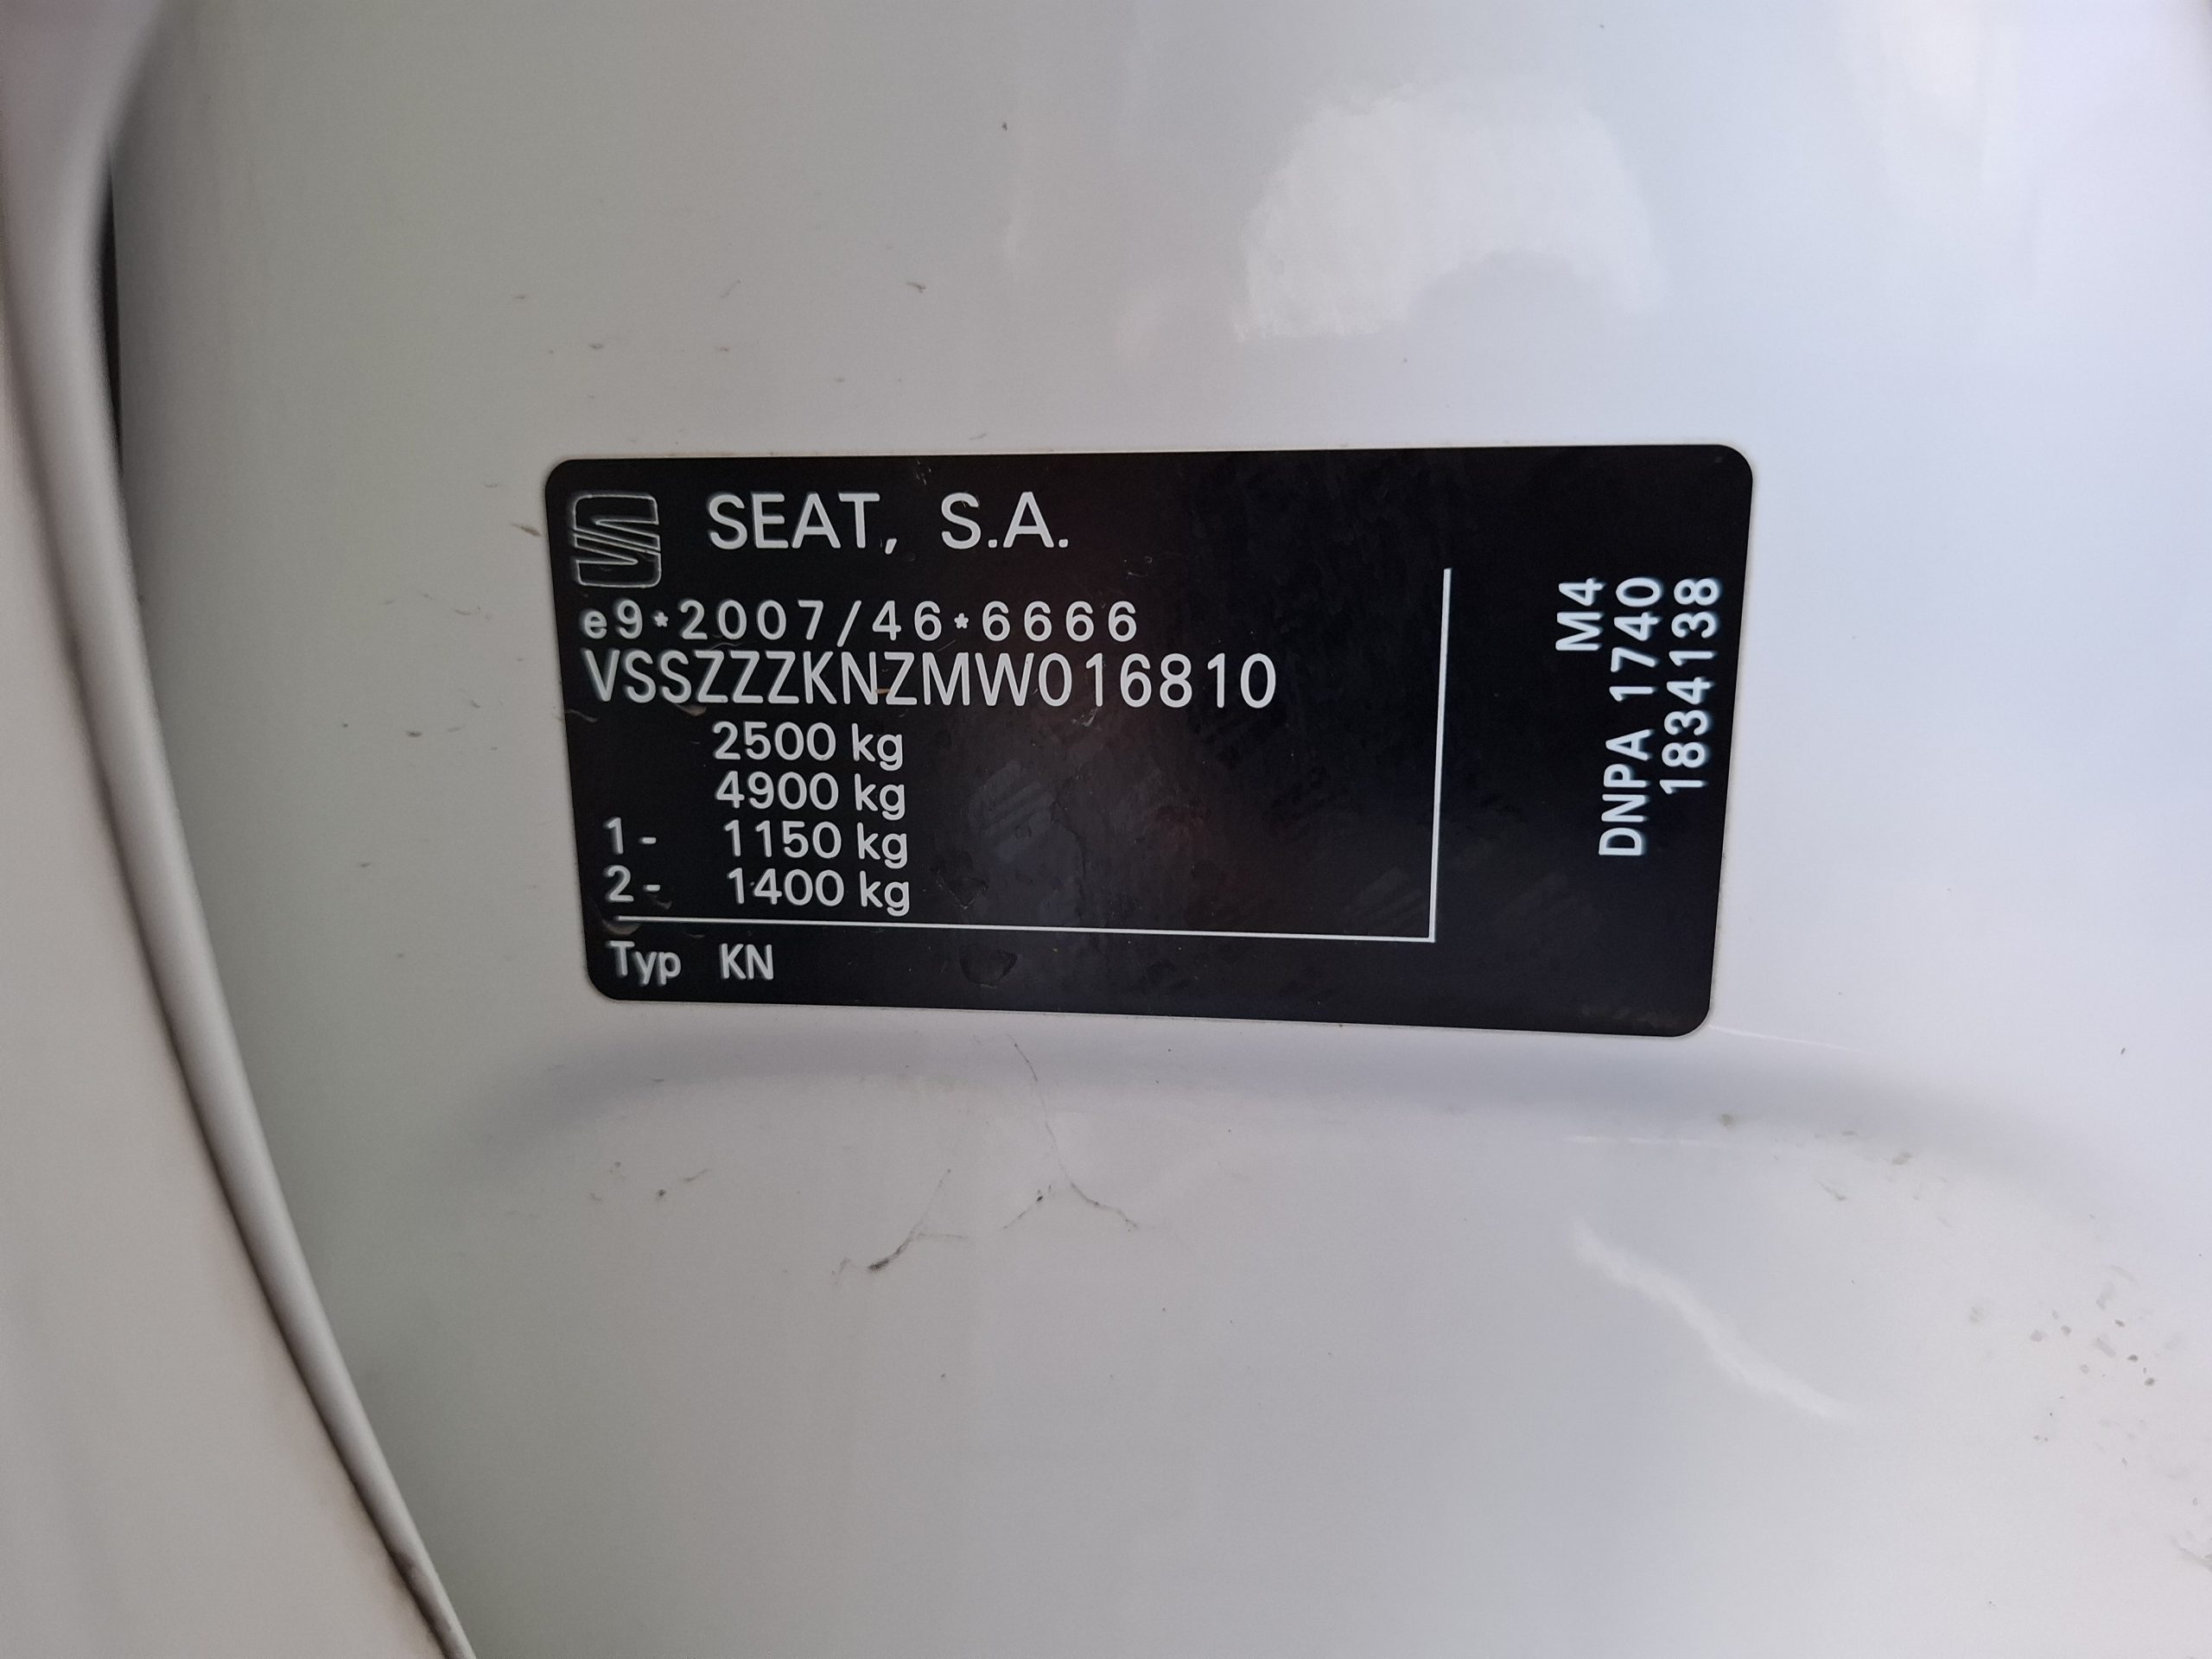 SEAT, S.A.
e9*2007/46*6666
VSSZZZKNZMW016810
2500 kg
4900 kg
1- 1150 kg
2- 1400 kg
Typ KN
M4
DNPA 1740
1834138